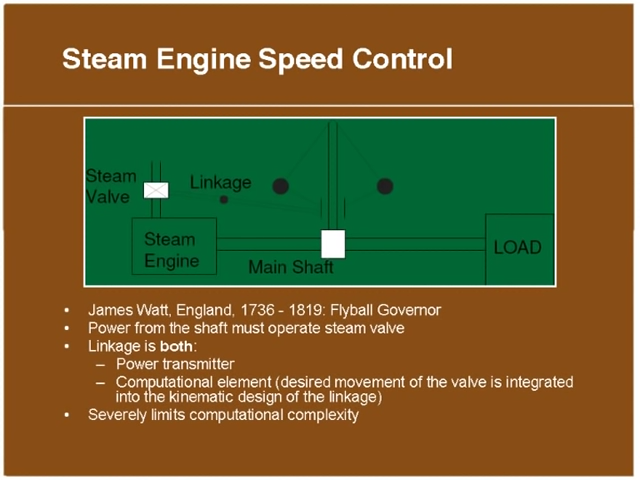 Steam Engine Speed Control
Steam
Valve
Linkage
Steam
Engine
Main Shaft
LOAD
• James Watt, England, 1736 - 1819: Flyball Governor
• Power from the shaft must operate steam valve
• Linkage is both:
– Power transmitter
– Computational element (desired movement of the valve is integrated
into the kinematic design of the linkage)
• Severely limits computational complexity